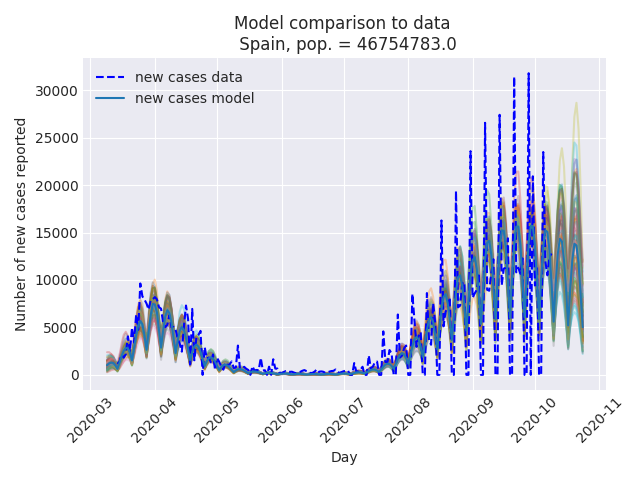 Model comparison to data
Spain, pop. = 46754783.0
new cases data
new cases model
Number of new cases reported
30000
25000
20000
15000
10000
5000
0
2020-03
2020-04
2020-05
2020-06
2020-07
2020-08
2020-09
2020-10
2020-11
Day